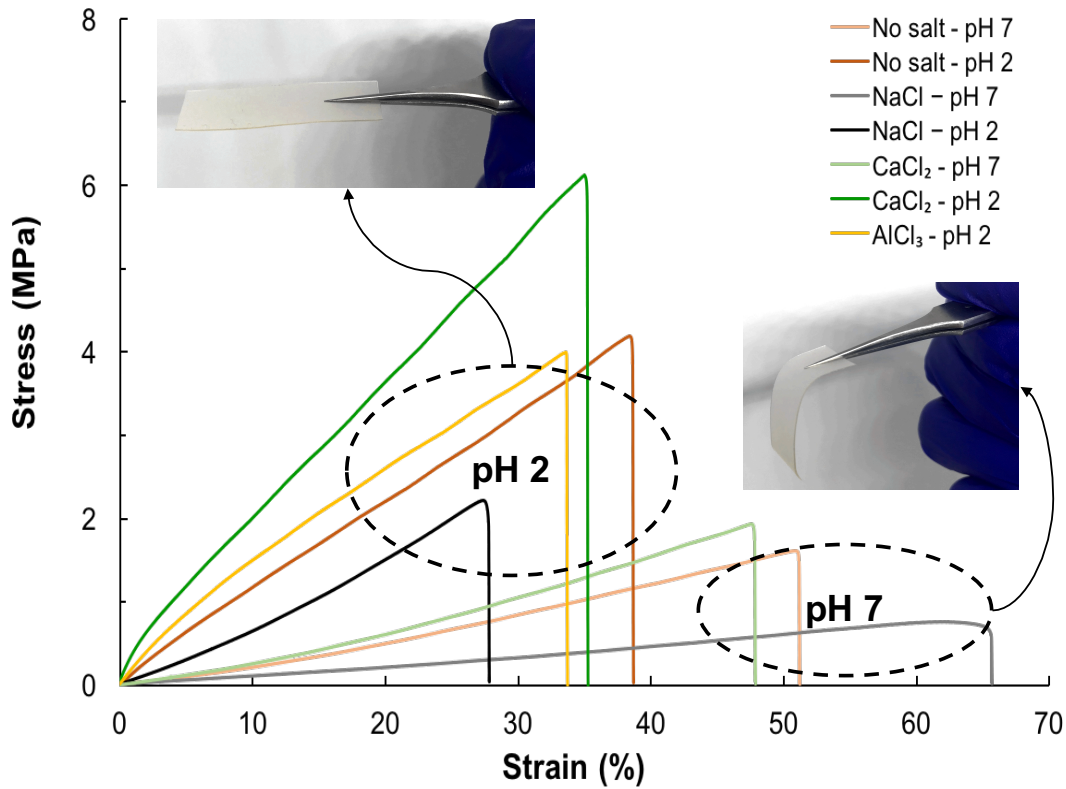 8
6
4
2
0
Stress (MPa)
No salt - pH 7
No salt - pH 2
NaCl – pH 7
NaCl – pH 2
CaCl₂ - pH 7
CaCl₂ - pH 2
AlCl₃ - pH 2
pH 2
pH 7
0 10 20 30 40 50 60 70
Strain (%)